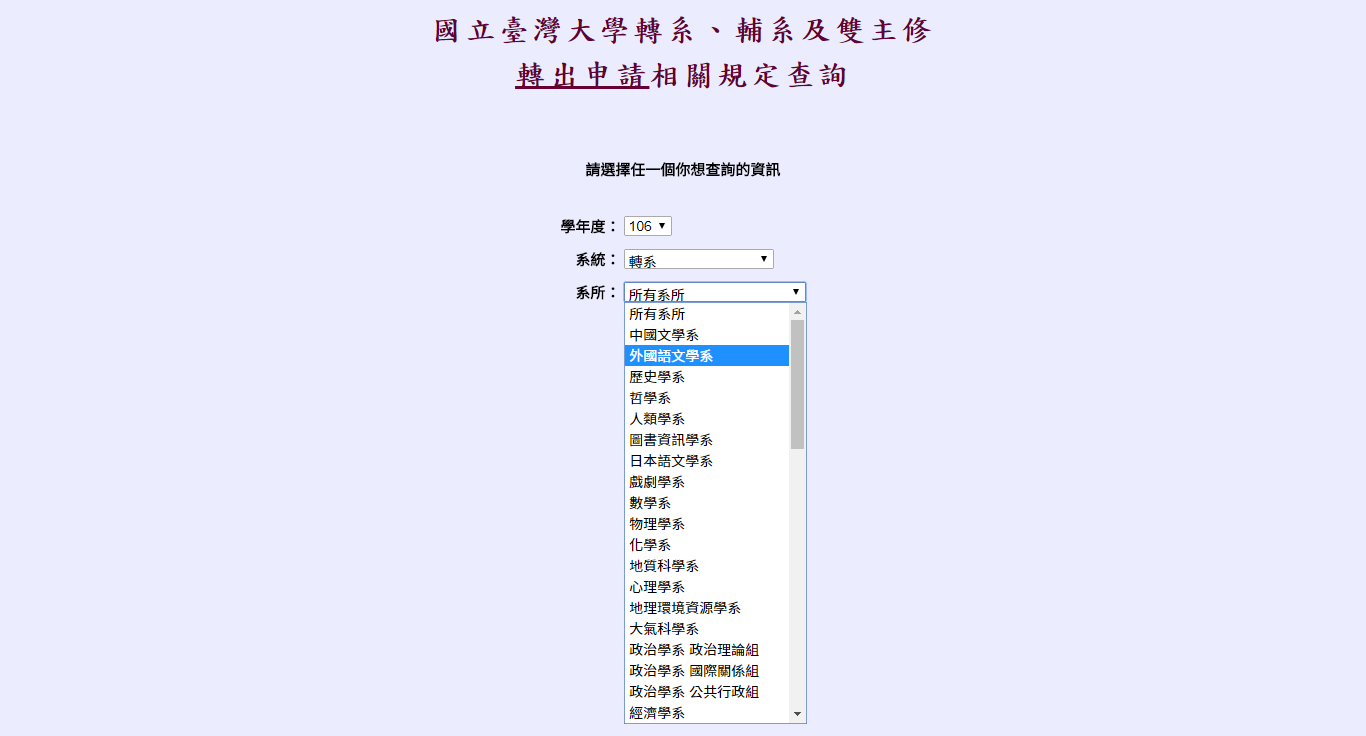 國立臺灣大學轉系、輔系及雙主修
轉出申請相關規定查詢
請選擇任一個你想查詢的資訊
學年度： 106
系統： 轉系
系所： 所有系所
所有系所
中國文學系
外國語文學系
歷史學系
哲學系
人類學系
圖書資訊學系
日本語文學系
戲劇學系
數學系
物理學系
化學系
地質科學系
心理學系
地理環境資源學系
大氣科學系
政治學系 政治理論組
政治學系 國際關係組
政治學系 公共行政組
經濟學系